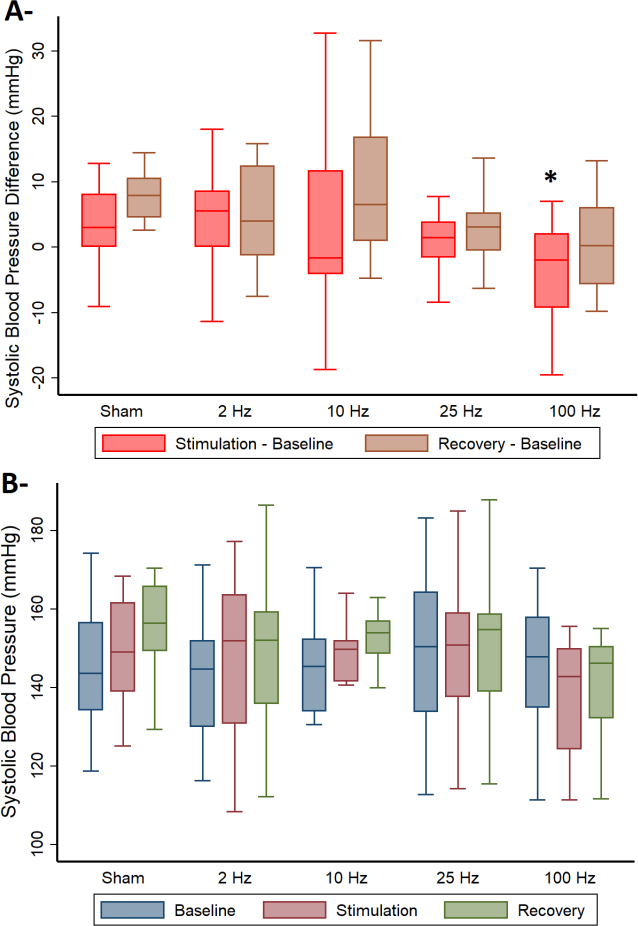 A-
Systolic Blood Pressure Difference (mmHg)
30
20
10
0
-10
-20
*
Sham 2 Hz 10 Hz 25 Hz 100 Hz
Stimulation - Baseline Recovery - Baseline
B-
Systolic Blood Pressure (mmHg)
180
160
140
120
100
Sham 2 Hz 10 Hz 25 Hz 100 Hz
Baseline Stimulation Recovery